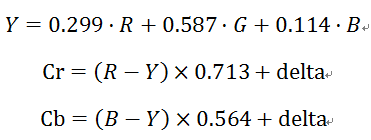 Y = 0.299 · R + 0.587 · G + 0.114 · B
Cr = (R − Y) × 0.713 + delta↵
Cb = (B − Y) × 0.564 + delta↵